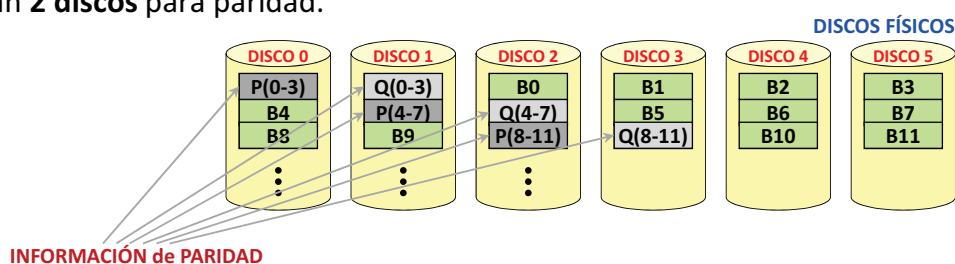 an 2 discos para paridad.
DISCOS FÍSICOS
DISCO 0 DISCO 1 DISCO 2 DISCO 3 DISCO 4 DISCO 5
P(0-3) Q(0-3) B0 B1 B2 B3
B4 P(4-7) Q(4-7) B5 B6 B7
B8 B9 P(8-11) Q(8-11) B10 B11
INFORMACIÓN de PARIDAD